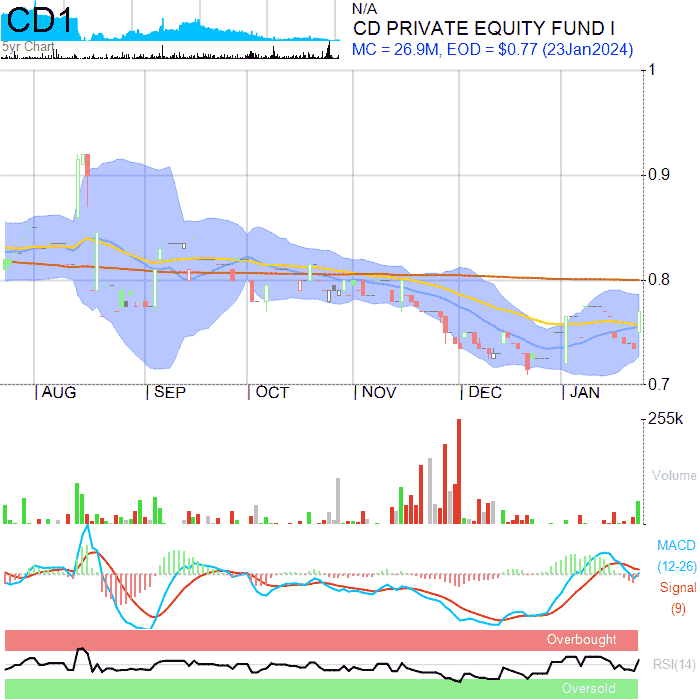 CD1
5yr Chart
N/A
CD PRIVATE EQUITY FUND I
MC = 26.9M, EOD = $0.77 (23Jan2024)
1
0.9
0.8
0.7
AUG SEP OCT NOV DEC JAN
255k
Volume
MACD
(12-26)
Signal
(9)
Overbought
RSI(14)
Oversold